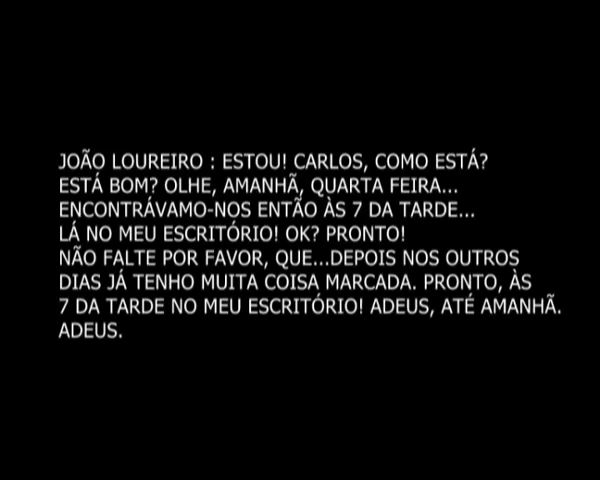 JOÃO LOUREIRO : ESTOU! CARLOS, COMO ESTÁ?
ESTÁ BOM? OLHE, AMANHÃ, QUARTA FEIRA...
ENCONTRÁVAMO-NOS ENTÃO ÀS 7 DA TARDE...
LÁ NO MEU ESCRITÓRIO! OK? PRONTO!
NÃO FALTE POR FAVOR, QUE...DEPOIS NOS OUTROS
DIAS JÁ TENHO MUITA COISA MARCADA. PRONTO, ÀS
7 DA TARDE NO MEU ESCRITÓRIO! ADEUS, ATÉ AMANHÃ.
ADEUS.